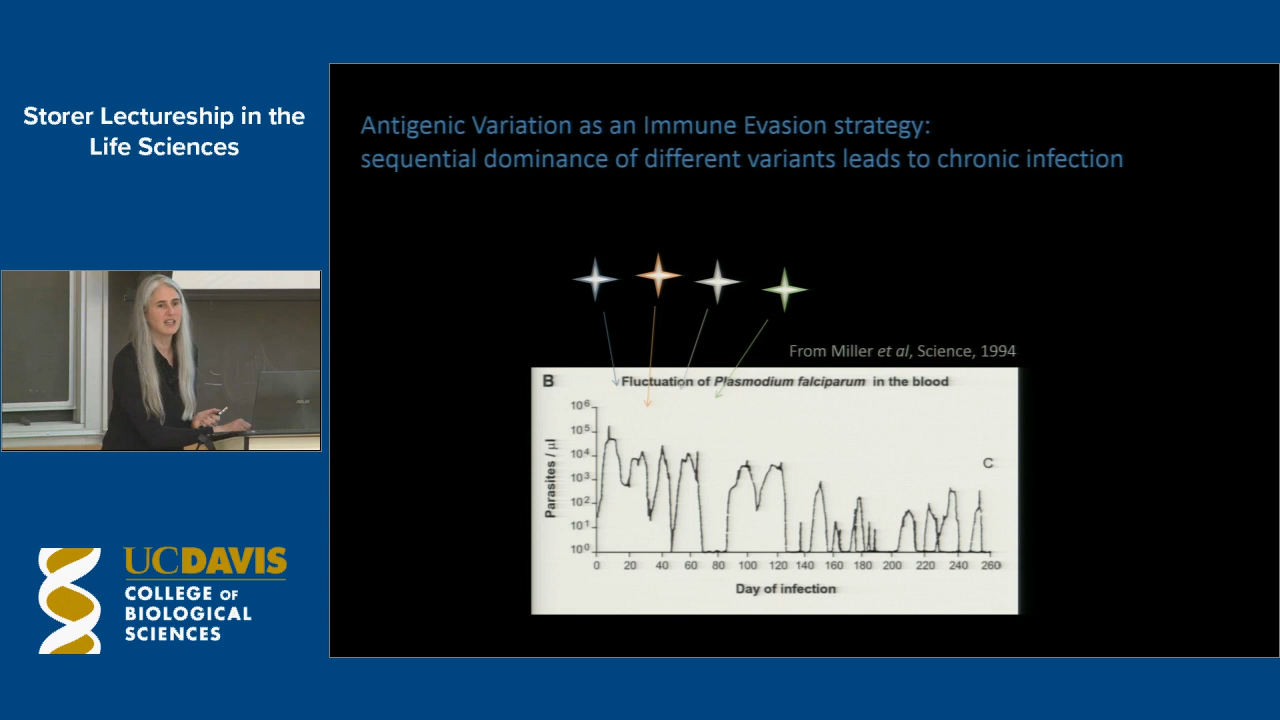 Storer Lectureship in the
Life Sciences
UCDAVIS
COLLEGE OF
BIOLOGICAL
SCIENCES
Antigenic Variation as an Immune Evasion strategy:
sequential dominance of different variants leads to chronic infection
From Miller et al, Science, 1994
B Fluctuation of Plasmodium falciparum in the blood
Parasites / µl
10⁶
10⁵
10⁴
10³
10²
10¹
10⁰
C
0 20 40 60 80 100 120 140 160 180 200 220 240 260
Day of infection